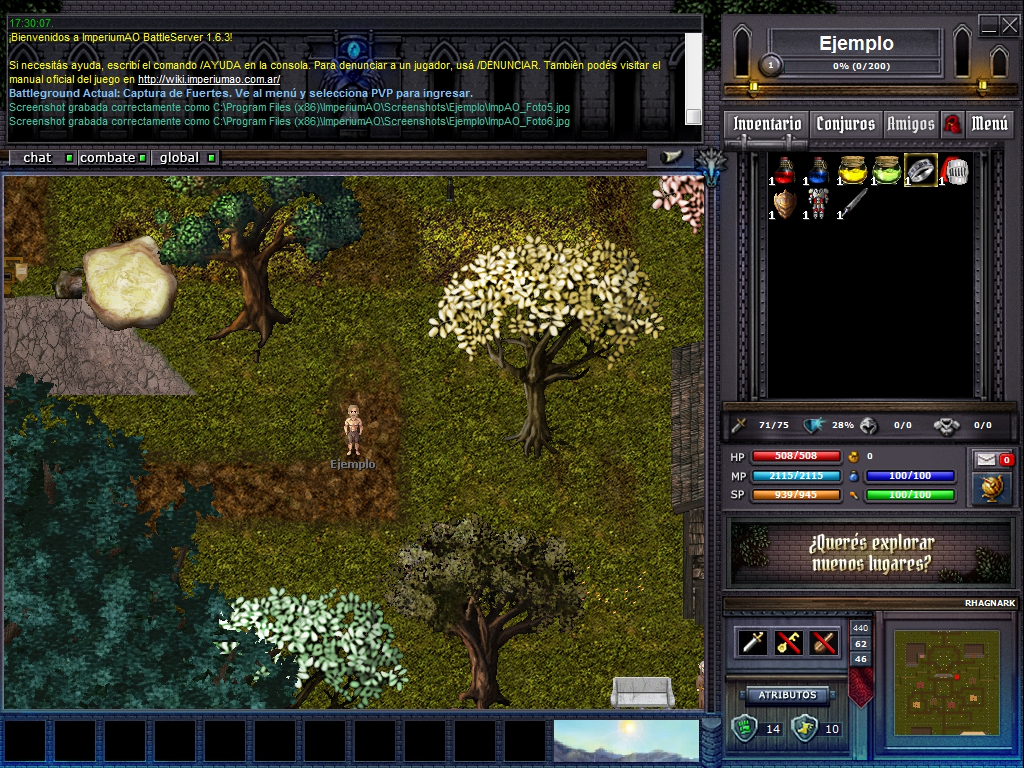 17:30:07.
¡Bienvenidos a ImperiumAO BattleServer 1.6.3!
Si necesitás ayuda, escribí el comando /AYUDA en la consola. Para denunciar a un jugador, usá /DENUNCIAR. También podés visitar el
manual oficial del juego en http://wiki.imperiumao.com.ar/
Battleground Actual: Captura de Fuertes. Ve al menú y selecciona PVP para ingresar.
Screenshot grabada correctamente como C:\Program Files (x86)\ImperiumAO\Screenshots\Ejemplo\ImpAO_Foto5.jpg
Screenshot grabada correctamente como C:\Program Files (x86)\ImperiumAO\Screenshots\Ejemplo\ImpAO_Foto6.jpg
chat combate global
Ejemplo
1
0% (0/200)
Inventario Conjuros Amigos Menú
1 1 1 1 1 1
1 1 1
71/75 28% 0/0 0/0
HP 508/508 0
MP 2115/2115 100/100
SP 939/945 100/100
0
¿Querés explorar
nuevos lugares?
RHAGNARK
440
62
46
ATRIBUTOS
14 10
Ejemplo